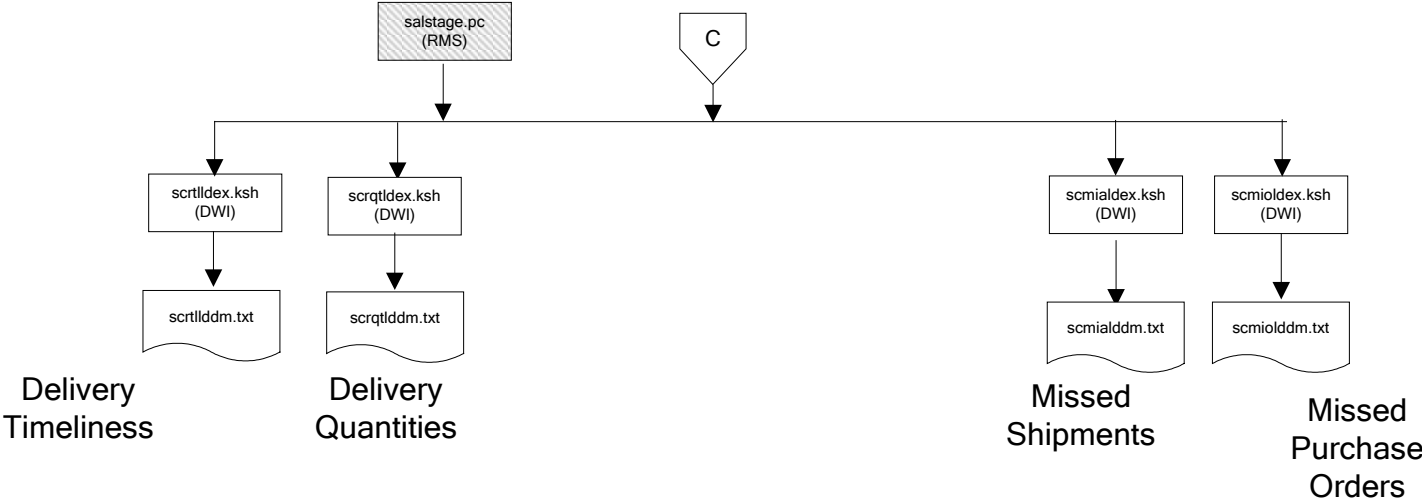 salstage.pc
(RMS)
C
scrtlldex.ksh
(DWI)
scrqtldex.ksh
(DWI)
scmialdex.ksh
(DWI)
scmioldex.ksh
(DWI)
scrtllddm.txt
scrqtlddm.txt
scmialddm.txt
scmiolddm.txt
Delivery
Timeliness
Delivery
Quantities
Missed
Shipments
Missed
Purchase
Orders